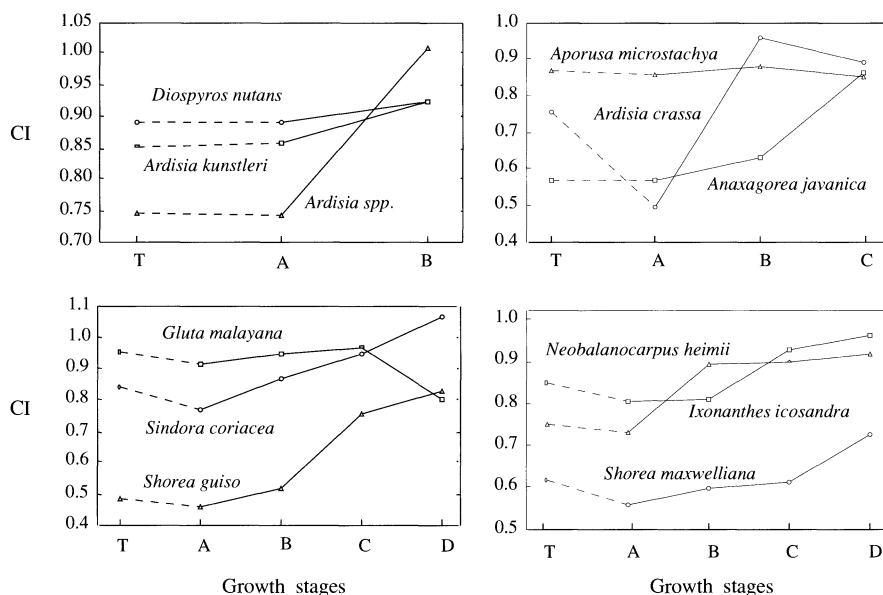 1.05
1.00
0.95
0.90
0.85
0.80
0.75
0.70
CI
Diospyros nutans
Ardisia kunstleri
Ardisia spp.
T A B
1.0
0.9
0.8
0.7
0.6
0.5
0.4
Aporusa microstachya
Ardisia crassa
Anaxagorea javanica
T A B C
1.1
1.0
0.9
0.8
0.7
0.6
0.5
0.4
CI
Gluta malayana
Sindora coriacea
Shorea guiso
T A B C D
Growth stages
1.0
0.9
0.8
0.7
0.6
0.5
Neobalanocarpus heimii
Ixonanthes icosandra
Shorea maxwelliana
T A B C D
Growth stages